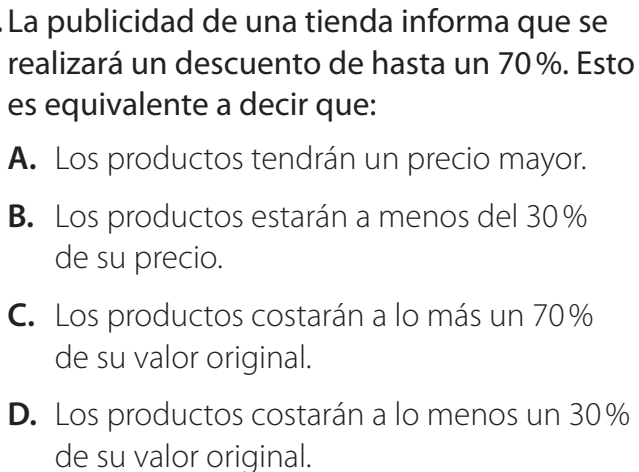 . La publicidad de una tienda informa que se
realizará un descuento de hasta un 70 %. Esto
es equivalente a decir que:
A. Los productos tendrán un precio mayor.
B. Los productos estarán a menos del 30 %
de su precio.
C. Los productos costarán a lo más un 70 %
de su valor original.
D. Los productos costarán a lo menos un 30 %
de su valor original.